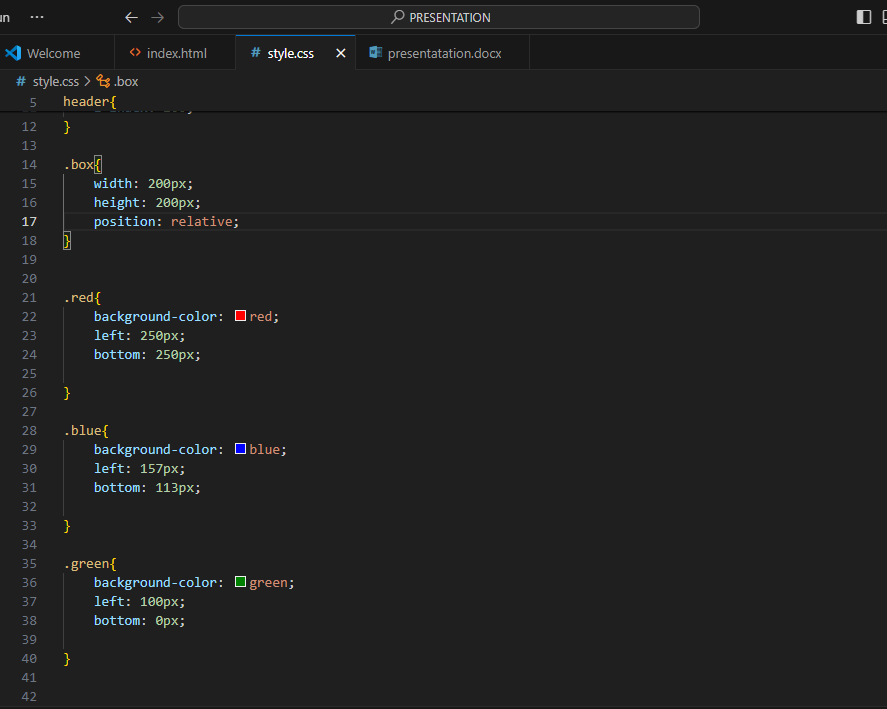 un ··· ← → PRESENTATION
Welcome <> index.html # style.css × presentatation.docx
# style.css > .box
5 header{
12 }
13
14 .box{
15 width: 200px;
16 height: 200px;
17 position: relative;
18 }
19
20
21 .red{
22 background-color: red;
23 left: 250px;
24 bottom: 250px;
25
26 }
27
28 .blue{
29 background-color: blue;
30 left: 157px;
31 bottom: 113px;
32
33 }
34
35 .green{
36 background-color: green;
37 left: 100px;
38 bottom: 0px;
39
40 }
41
42